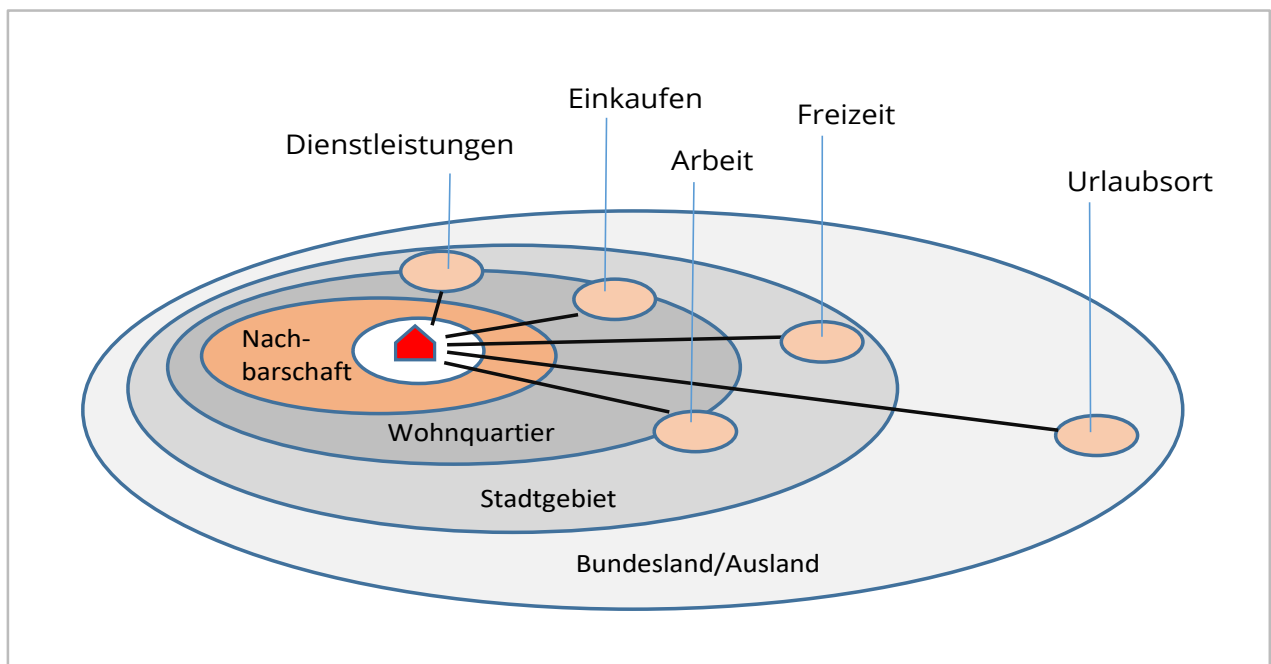 Einkaufen
Freizeit
Dienstleistungen
Arbeit
Urlaubsort
Nach-
barschaft
Wohnquartier
Stadtgebiet
Bundesland/Ausland